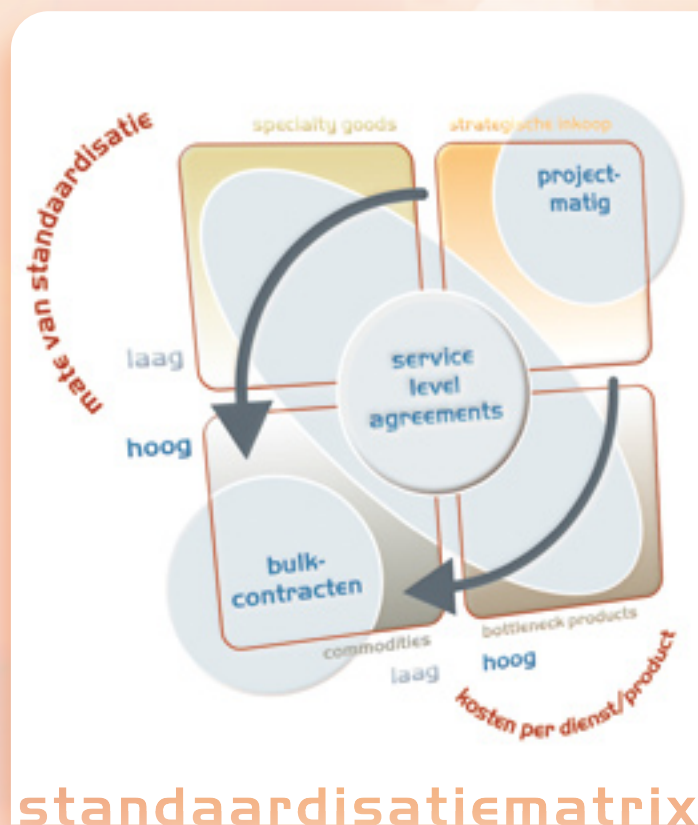 mate van standaardisatie
specialty goods
strategische inkoop
project-
matig
laag
service
level
agreements
hoog
bulk-
contracten
commodities
bottleneck products
laag
hoog
kosten per dienst/product
standaardisatiematrix